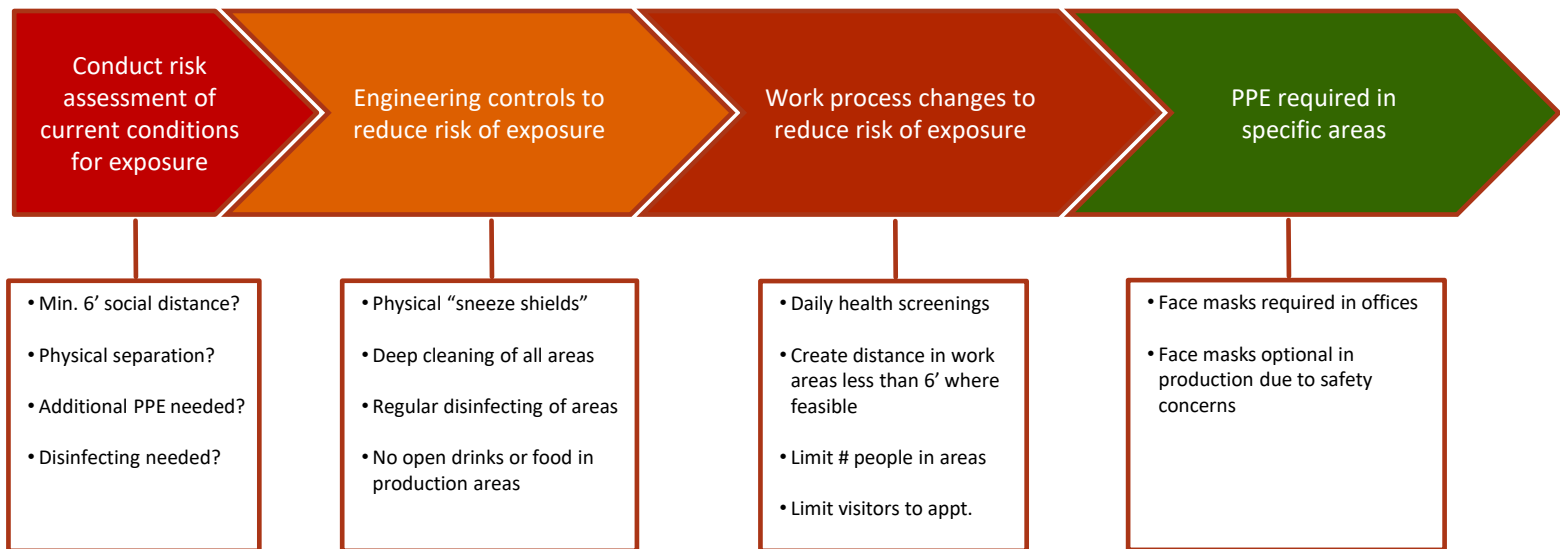 Conduct risk
assessment of
current conditions
for exposure
Engineering controls to
reduce risk of exposure
Work process changes to
reduce risk of exposure
PPE required in
specific areas
• Min. 6’ social distance?
• Physical separation?
• Additional PPE needed?
• Disinfecting needed?
• Physical “sneeze shields”
• Deep cleaning of all areas
• Regular disinfecting of areas
• No open drinks or food in
production areas
• Daily health screenings
• Create distance in work
areas less than 6’ where
feasible
• Limit # people in areas
• Limit visitors to appt.
• Face masks required in offices
• Face masks optional in
production due to safety
concerns